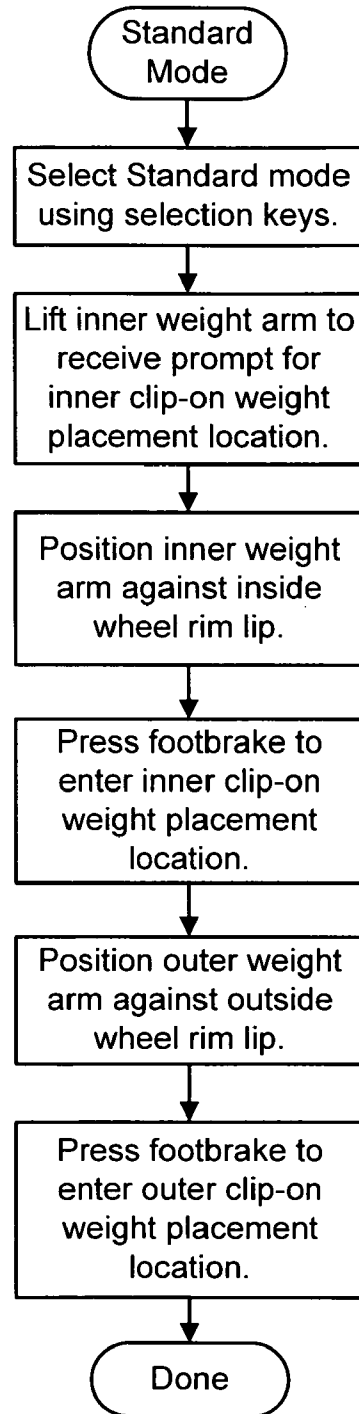 Standard
Mode
Select Standard mode
using selection keys.
Lift inner weight arm to
receive prompt for
inner clip-on weight
placement location.
Position inner weight
arm against inside
wheel rim lip.
Press footbrake to
enter inner clip-on
weight placement
location.
Position outer weight
arm against outside
wheel rim lip.
Press footbrake to
enter outer clip-on
weight placement
location.
Done